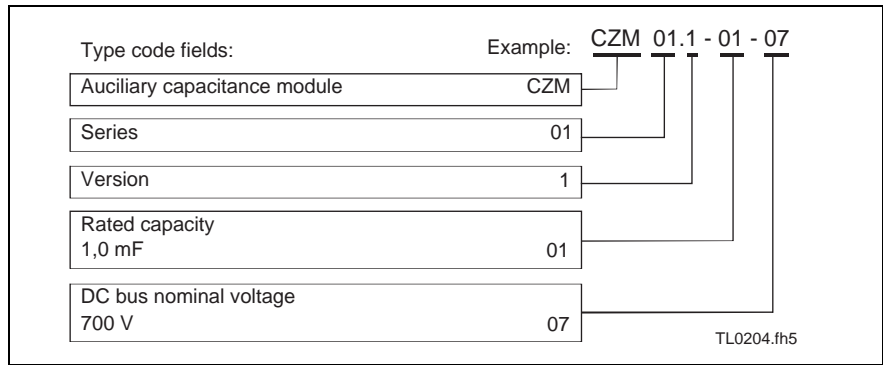 Type code fields: Example: CZM 01.1 - 01 - 07
Auciliary capacitance module CZM
Series 01
Version 1
Rated capacity
1,0 mF 01
DC bus nominal voltage
700 V 07
TL0204.fh5